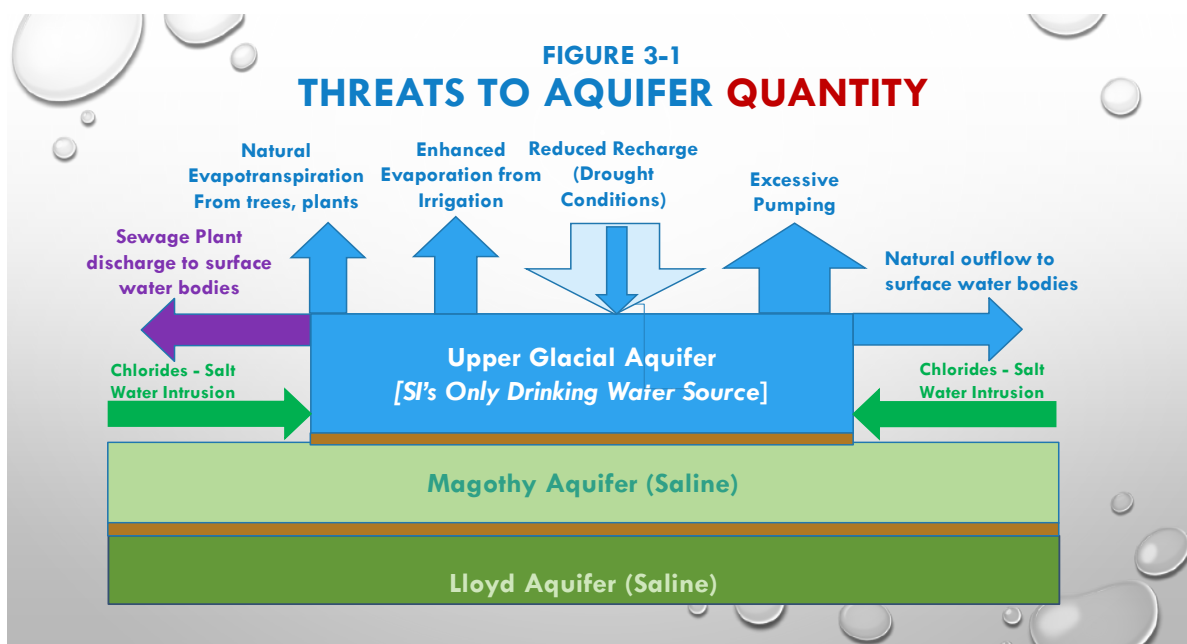 FIGURE 3-1
THREATS TO AQUIFER QUANTITY
Natural
Evapotranspiration
From trees, plants
Enhanced
Evaporation from
Irrigation
Reduced Recharge
(Drought
Conditions)
Excessive
Pumping
Sewage Plant
discharge to surface
water bodies
Natural outflow to
surface water bodies
Chlorides - Salt
Water Intrusion
Upper Glacial Aquifer
[SI's Only Drinking Water Source]
Chlorides - Salt
Water Intrusion
Magothy Aquifer (Saline)
Lloyd Aquifer (Saline)